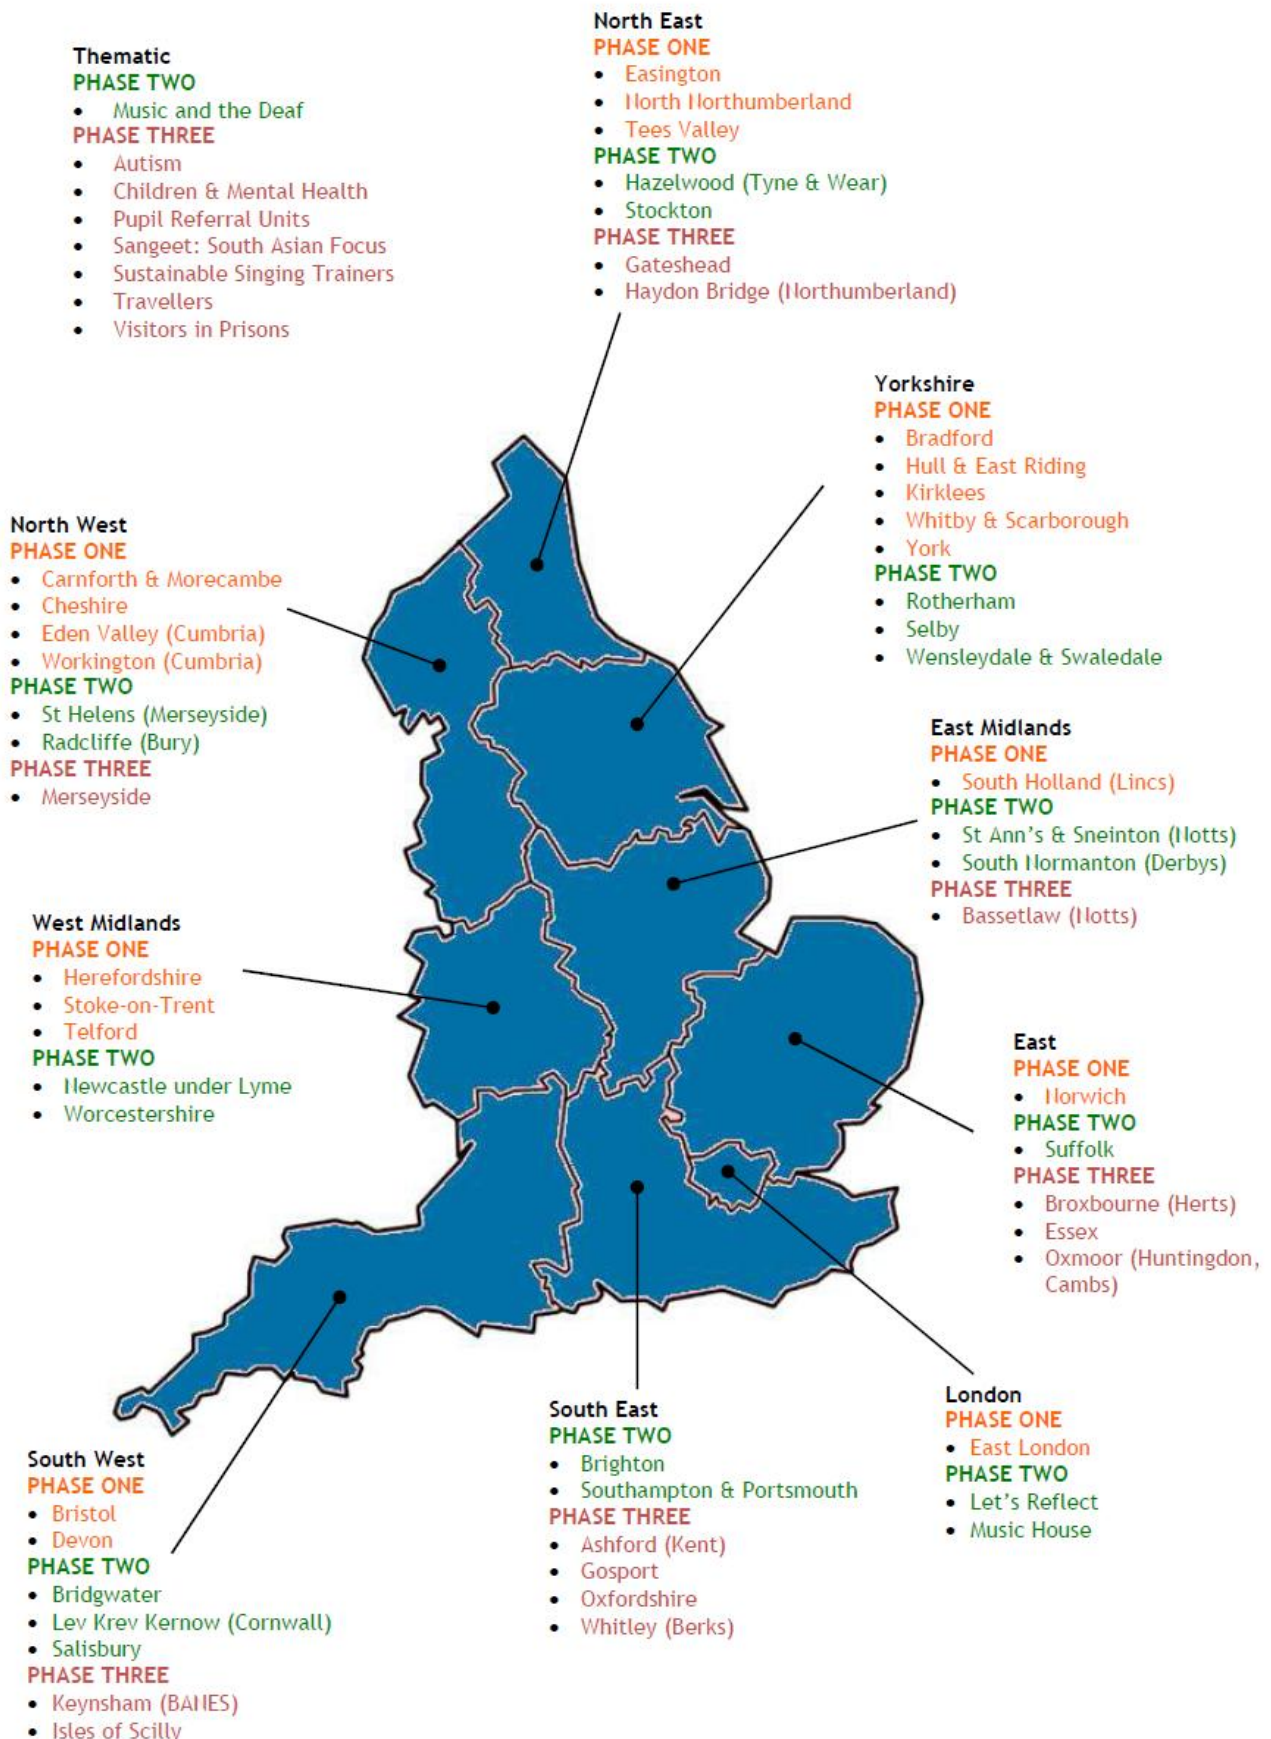 Thematic
PHASE TWO
• Music and the Deaf
PHASE THREE
• Autism
• Children & Mental Health
• Pupil Referral Units
• Sangeet: South Asian Focus
• Sustainable Singing Trainers
• Travellers
• Visitors in Prisons
North East
PHASE ONE
• Easington
• North Northumberland
• Tees Valley
PHASE TWO
• Hazelwood (Tyne & Wear)
• Stockton
PHASE THREE
• Gateshead
• Haydon Bridge (Northumberland)
Yorkshire
PHASE ONE
• Bradford
• Hull & East Riding
• Kirklees
• Whitby & Scarborough
• York
PHASE TWO
• Rotherham
• Selby
• Wensleydale & Swaledale
North West
PHASE ONE
• Carnforth & Morecambe
• Cheshire
• Eden Valley (Cumbria)
• Workington (Cumbria)
PHASE TWO
• St Helens (Merseyside)
• Radcliffe (Bury)
PHASE THREE
• Merseyside
East Midlands
PHASE ONE
• South Holland (Lincs)
PHASE TWO
• St Ann's & Sneinton (Notts)
• South Normanton (Derbys)
PHASE THREE
• Bassetlaw (Notts)
West Midlands
PHASE ONE
• Herefordshire
• Stoke-on-Trent
• Telford
PHASE TWO
• Newcastle under Lyme
• Worcestershire
East
PHASE ONE
• Norwich
PHASE TWO
• Suffolk
PHASE THREE
• Broxbourne (Herts)
• Essex
• Oxmoor (Huntingdon,
Cambs)
London
PHASE ONE
• East London
PHASE TWO
• Let's Reflect
• Music House
South East
PHASE TWO
• Brighton
• Southampton & Portsmouth
PHASE THREE
• Ashford (Kent)
• Gosport
• Oxfordshire
• Whitley (Berks)
South West
PHASE ONE
• Bristol
• Devon
PHASE TWO
• Bridgwater
• Lev Krev Kernow (Cornwall)
• Salisbury
PHASE THREE
• Keynsham (BANES)
• Isles of Scilly